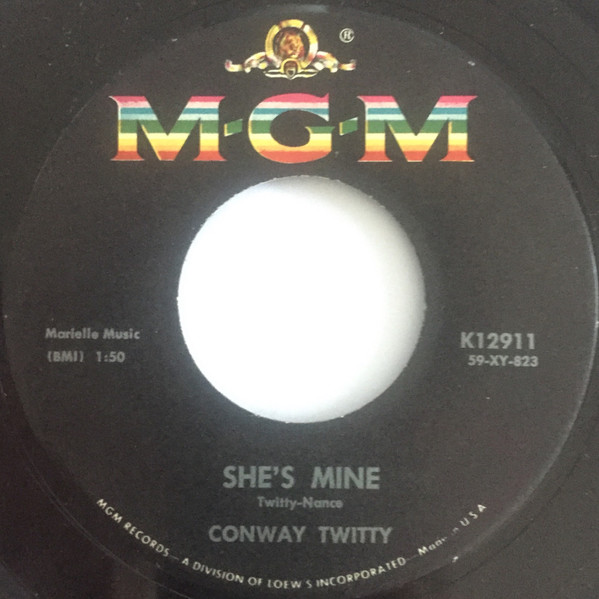 ®
M-G-M
Marielle Music
(BMI) 1:50
K12911
59-XY-823
SHE'S MINE
Twitty-Nance
CONWAY TWITTY
MGM RECORDS—A DIVISION OF LOEW'S INCORPORATED— USA